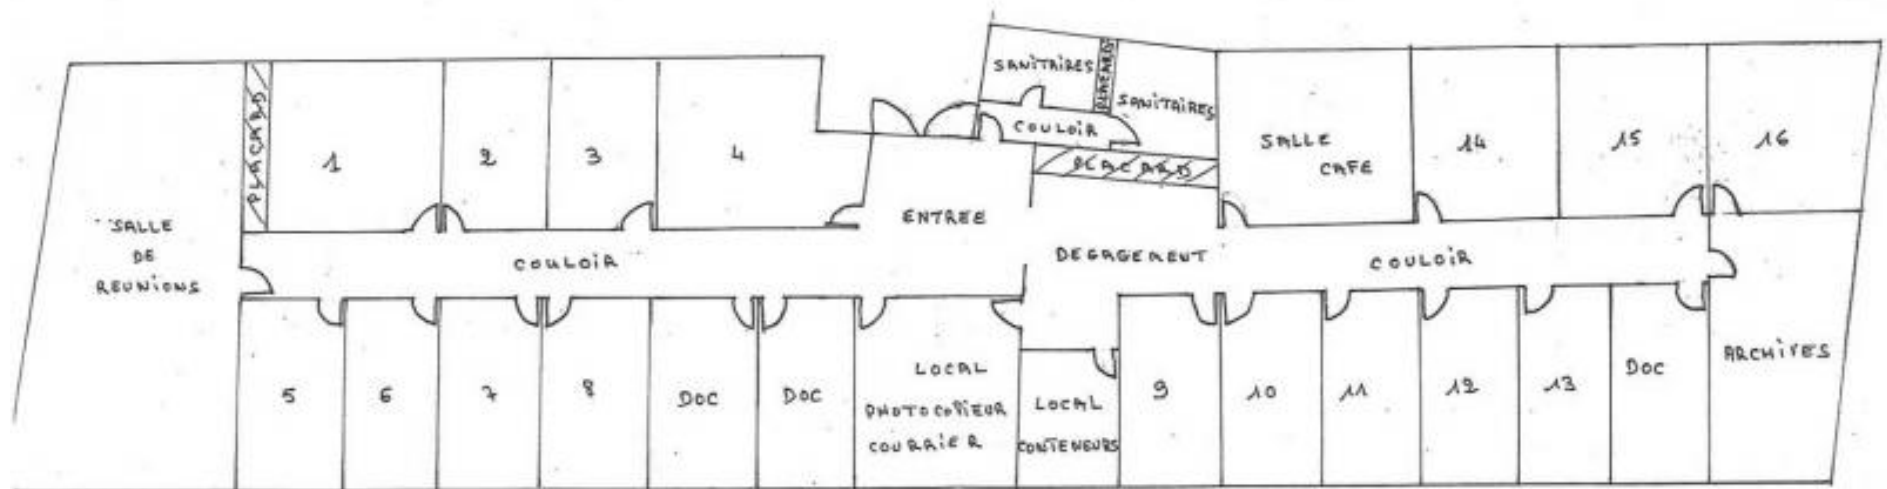 SANITAIRES
PLACARD
SANITAIRES
COULOIR
PLACARD
PLACARD
1
2
3
4
SALLE
CAFE
14
15
16
SALLE
DE
REUNIONS
ENTREE
COULOIR
DEGAGEMENT
COULOIR
5
6
7
8
DOC
DOC
LOCAL
PHOTOCOPIEUR
COURRIER
LOCAL
CONTENEURS
9
10
11
12
13
DOC
ARCHIVES